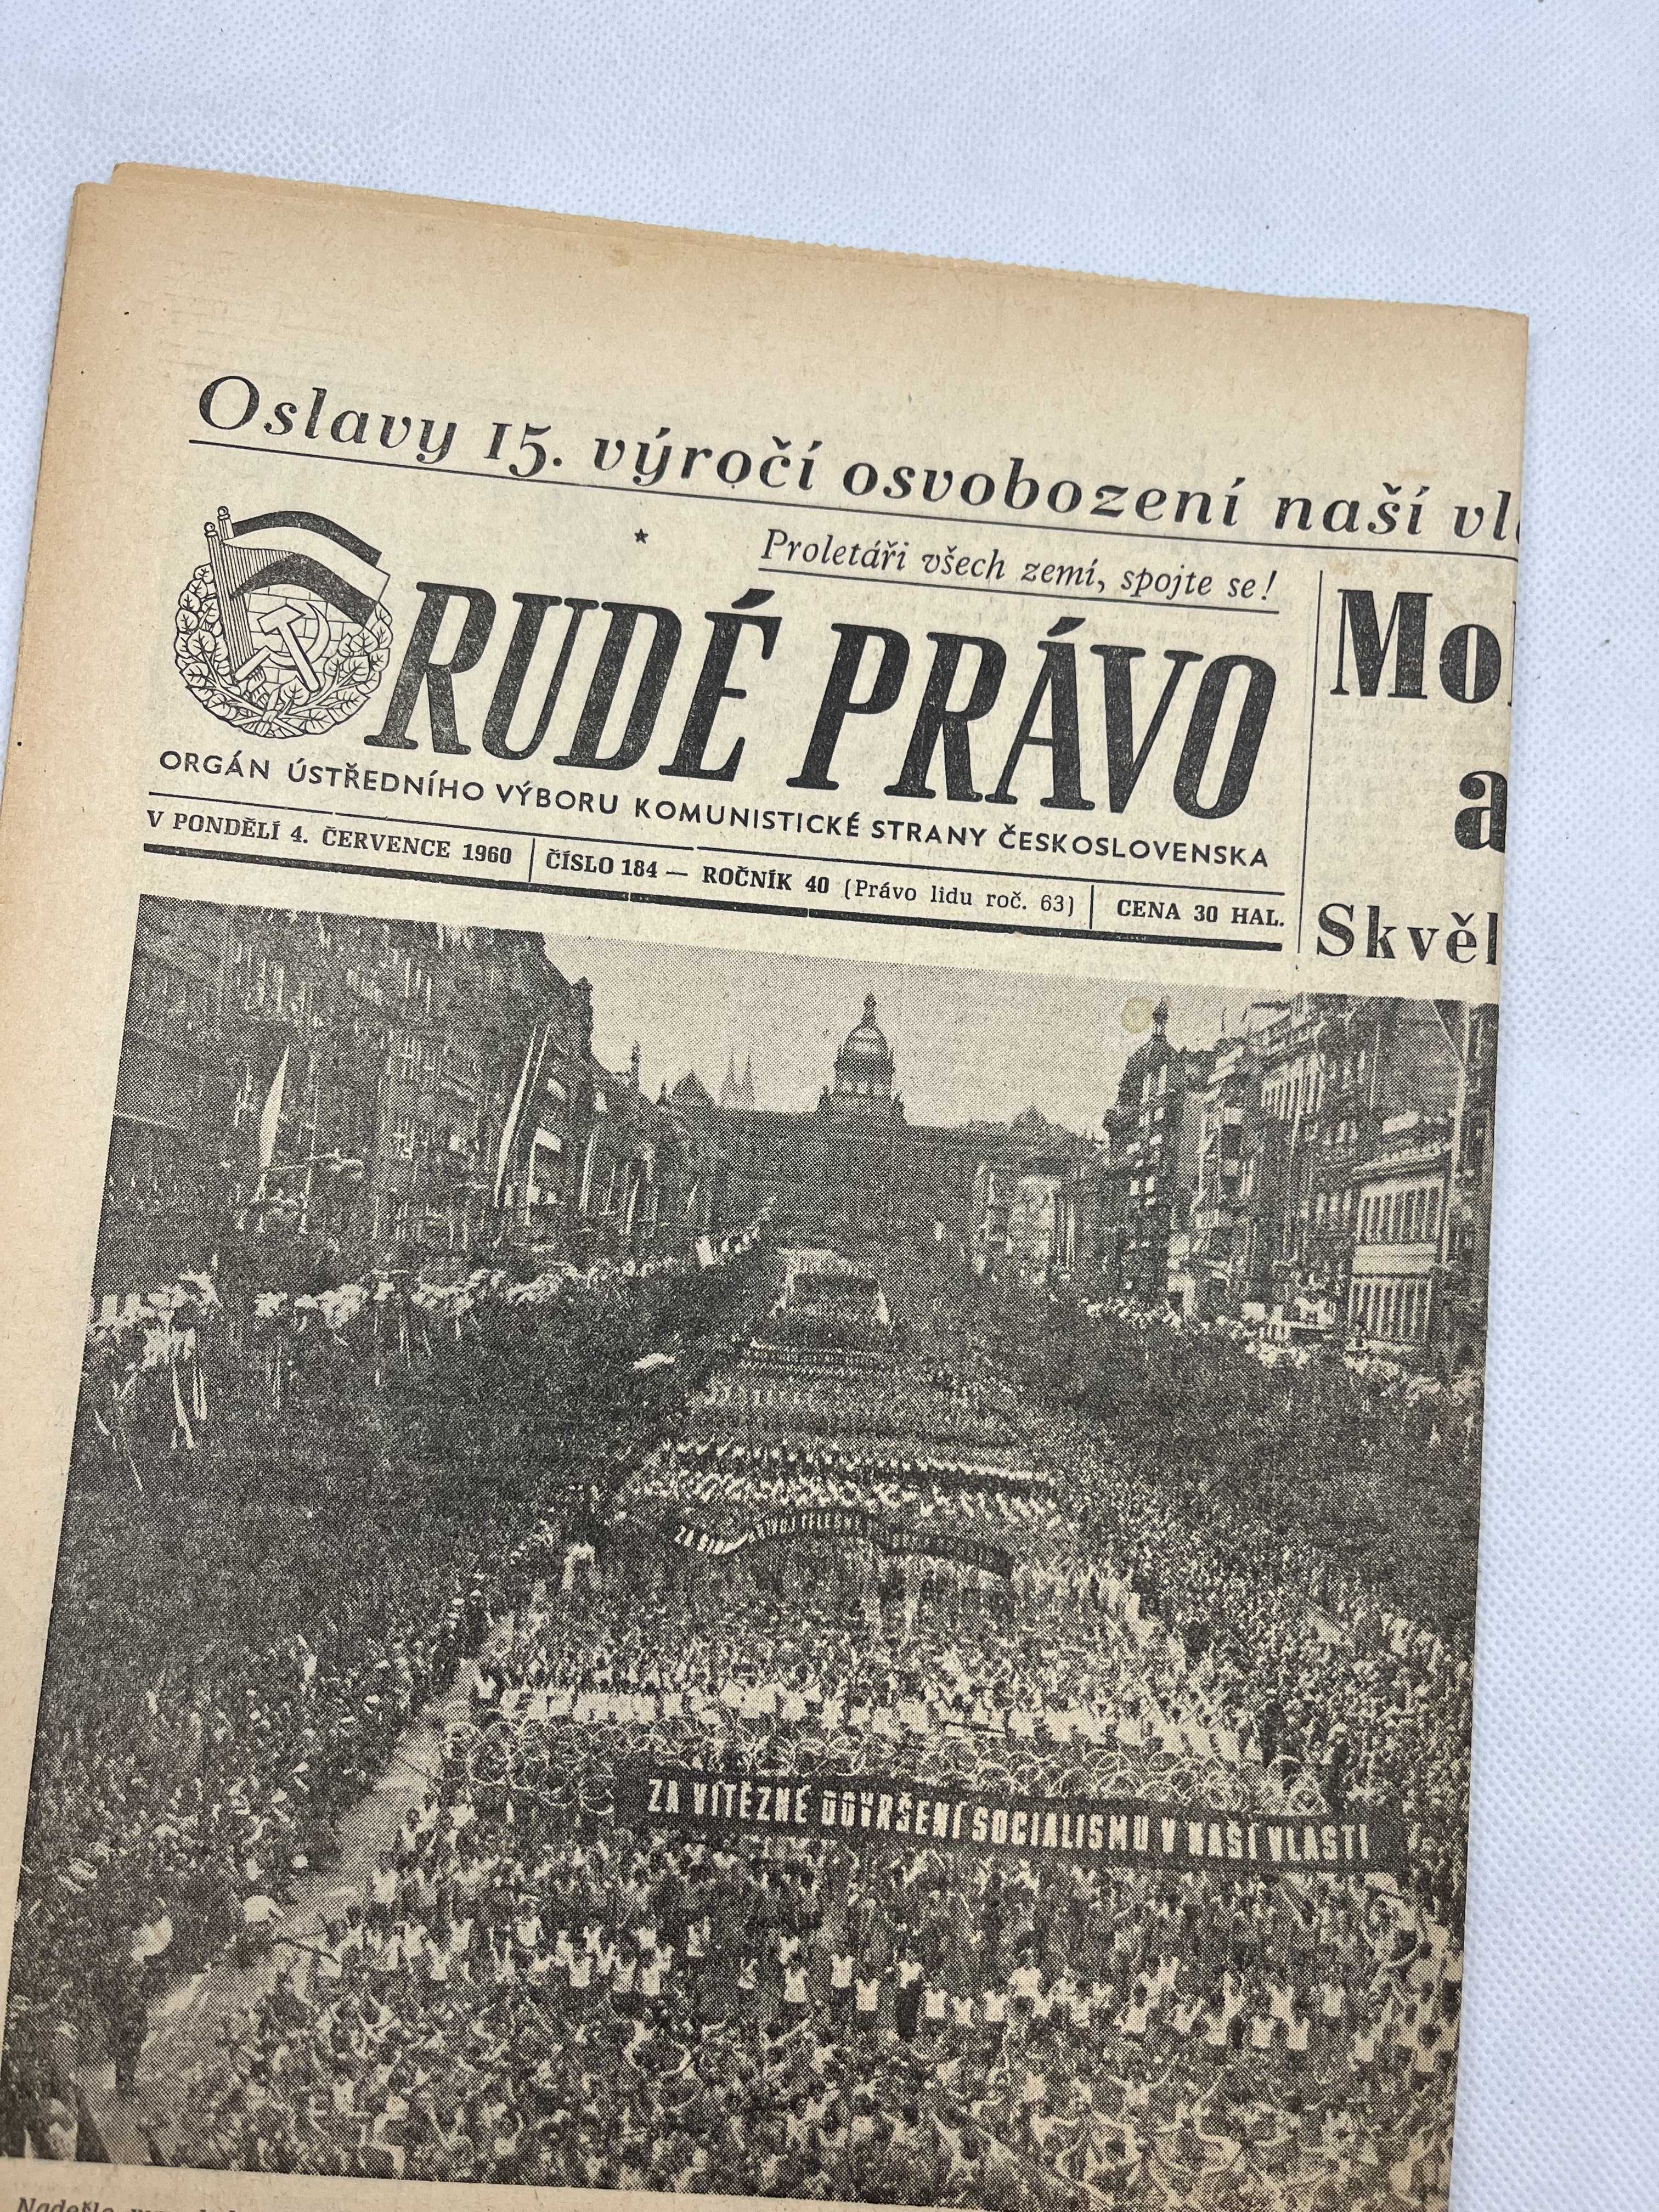 Oslavy 15. výročí osvobození naší
Proletáři všech zemí, spojte se!
RUDÉ PRÁVO
ORGÁN ÚSTŘEDNÍHO VÝBORU KOMUNISTICKÉ STRANY ČESKOSLOVENSKA
V PONDĚLÍ 4. ČERVENCE 1960 ČÍSLO 184 — ROČNÍK 40 (Právo lidu roč. 63) CENA 30 HAL.
Mo
a
Skvěl
ZA VÍTĚZNÉ DOVRŠENÍ SOCIALISMU V NAŠÍ VLASTI